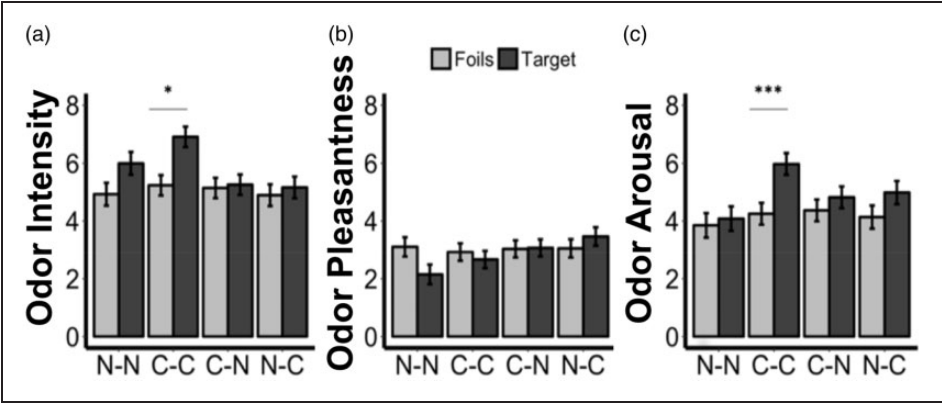 (a)
(b)
(c)
Foils Target
Odor Intensity
8
6
4
2
0
*
N-N C-C C-N N-C
Odor Pleasantness
8
6
4
2
0
N-N C-C C-N N-C
Odor Arousal
8
6
4
2
0
***
N-N C-C C-N N-C